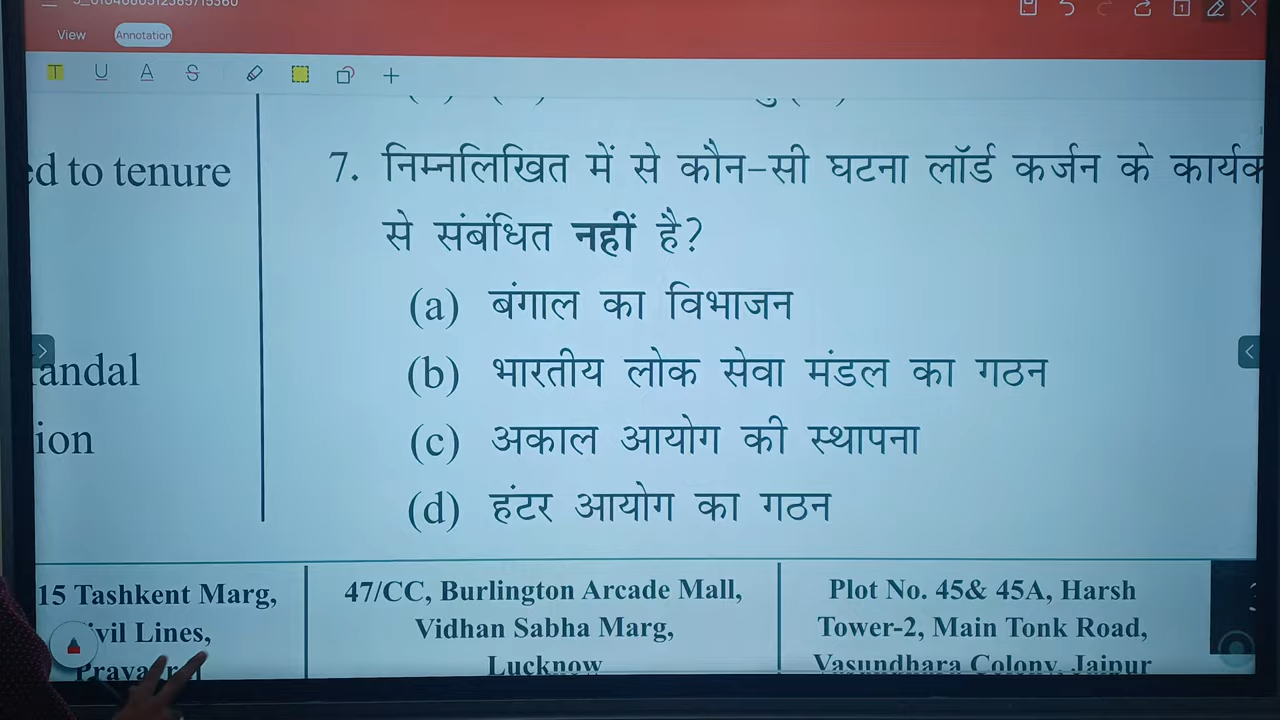 View
Annotation
ed to tenure
andal
ion
7. निम्नलिखित में से कौन-सी घटना लॉर्ड कर्जन के कार्यक
से संबंधित नहीं है?
(a) बंगाल का विभाजन
(b) भारतीय लोक सेवा मंडल का गठन
(c) अकाल आयोग की स्थापना
(d) हंटर आयोग का गठन
15 Tashkent Marg,
ivil Lines,
47/CC, Burlington Arcade Mall,
Vidhan Sabha Marg,
Lucknow
Plot No. 45& 45A, Harsh
Tower-2, Main Tonk Road,
Vasundhara Colony, Jaipur